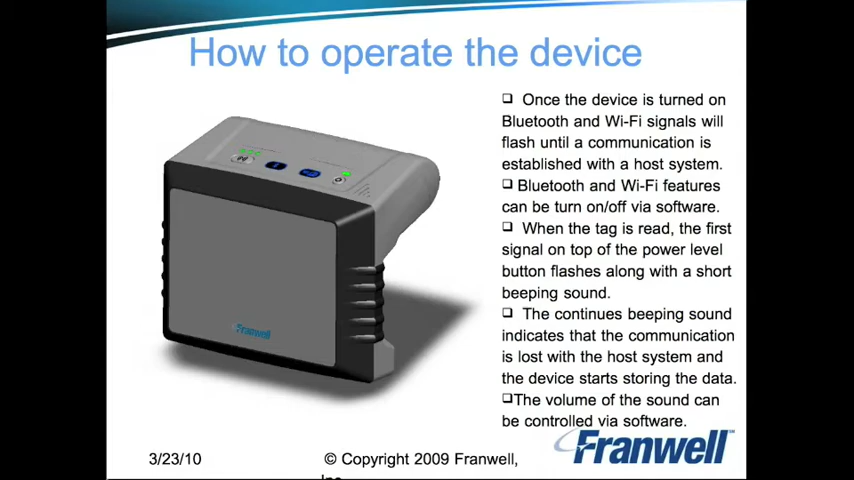 How to operate the device
❑ Once the device is turned on
Bluetooth and Wi-Fi signals will
flash until a communication is
established with a host system.
❑ Bluetooth and Wi-Fi features
can be turn on/off via software.
❑ When the tag is read, the first
signal on top of the power level
button flashes along with a short
beeping sound.
❑ The continues beeping sound
indicates that the communication
is lost with the host system and
the device starts storing the data.
❑The volume of the sound can
be controlled via software.
Franwell
3/23/10
© Copyright 2009 Franwell,
Franwell™